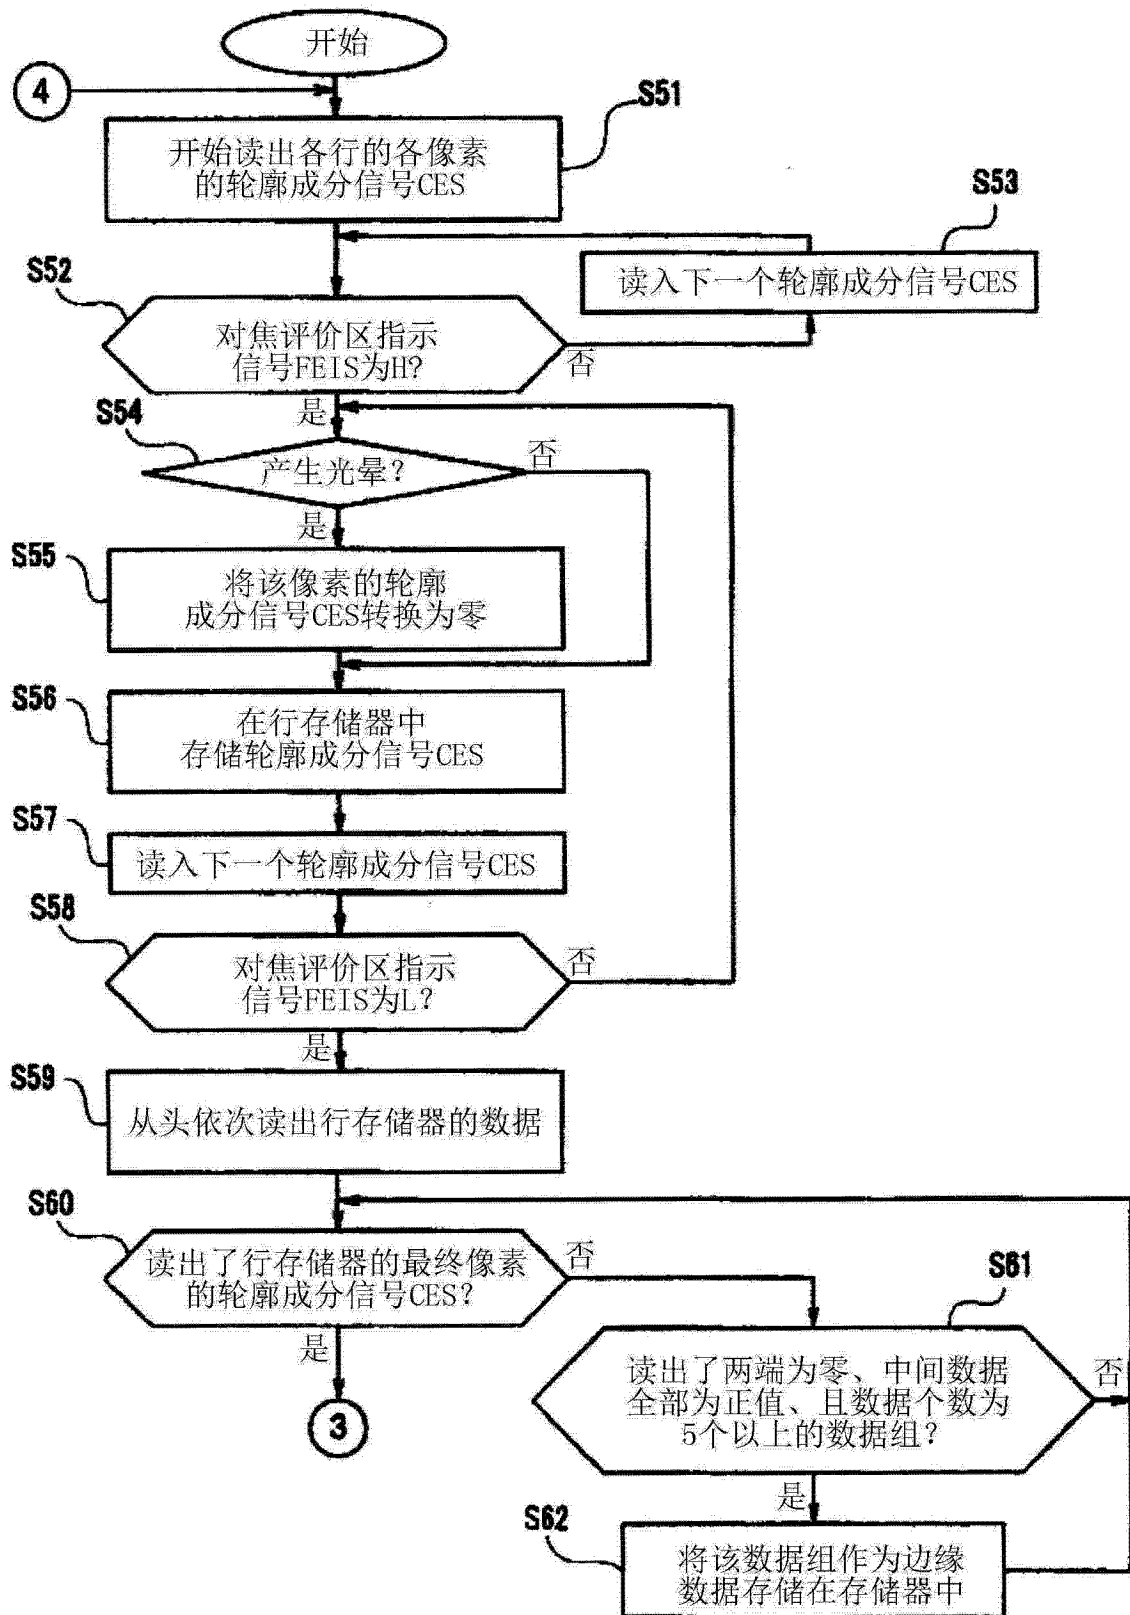 开始
4
S51
开始读出各行的各像素
的轮廓成分信号CES
S53
读入下一个轮廓成分信号CES
S52
对焦评价区指示
信号FEIS为H?
否
是
S54
产生光晕?
否
是
S55
将该像素的轮廓
成分信号CES转换为零
S56
在行存储器中
存储轮廓成分信号CES
S57
读入下一个轮廓成分信号CES
S58
对焦评价区指示
信号FEIS为L?
否
是
S59
从头依次读出行存储器的数据
S60
读出了行存储器的最终像素
的轮廓成分信号CES?
否
是
3
S61
读出了两端为零、中间数据
全部为正值、且数据个数为
5个以上的数据组?
否
是
S62
将该数据组作为边缘
数据存储在存储器中